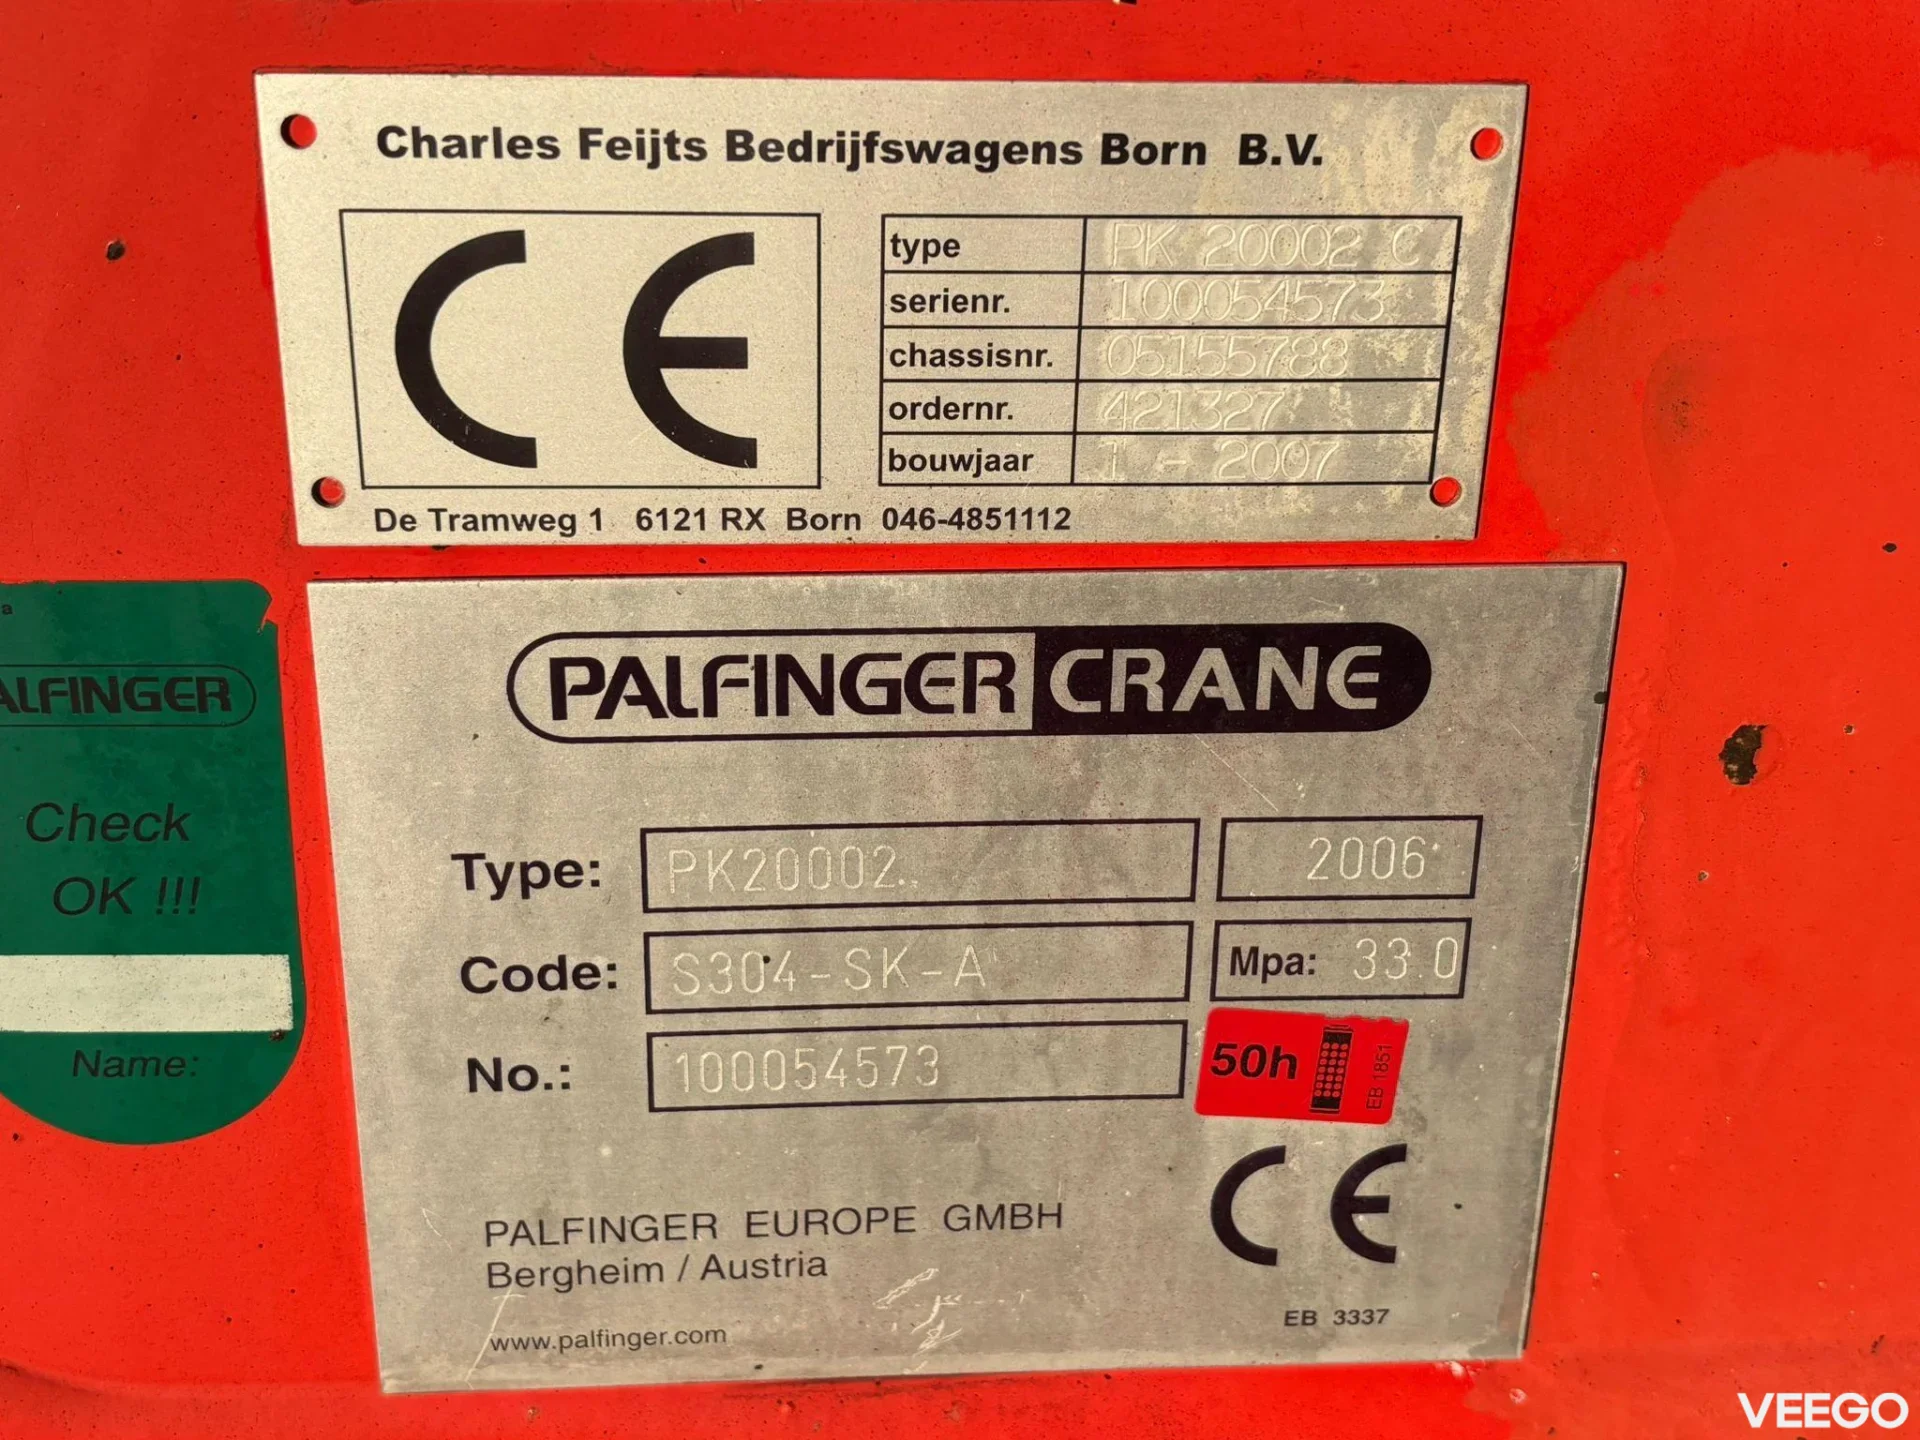 Charles Feijts Bedrijfswagens Born B.V.
CE
type PK 20002 C
serienr. 100054573
chassisnr. 05155788
ordernr. 421327
bouwjaar 1 - 2007
De Tramweg 1 6121 RX Born 046-4851112
PALFINGER CRANE
Type: PK20002 2006
Code: S304-SK-A Mpa: 33.0
No.: 100054573
50h EB 1851
CE
PALFINGER EUROPE GMBH
Bergheim / Austria
www.palfinger.com
EB 3337
ALFINGER
Check
OK !!!
Name:
VEEGO